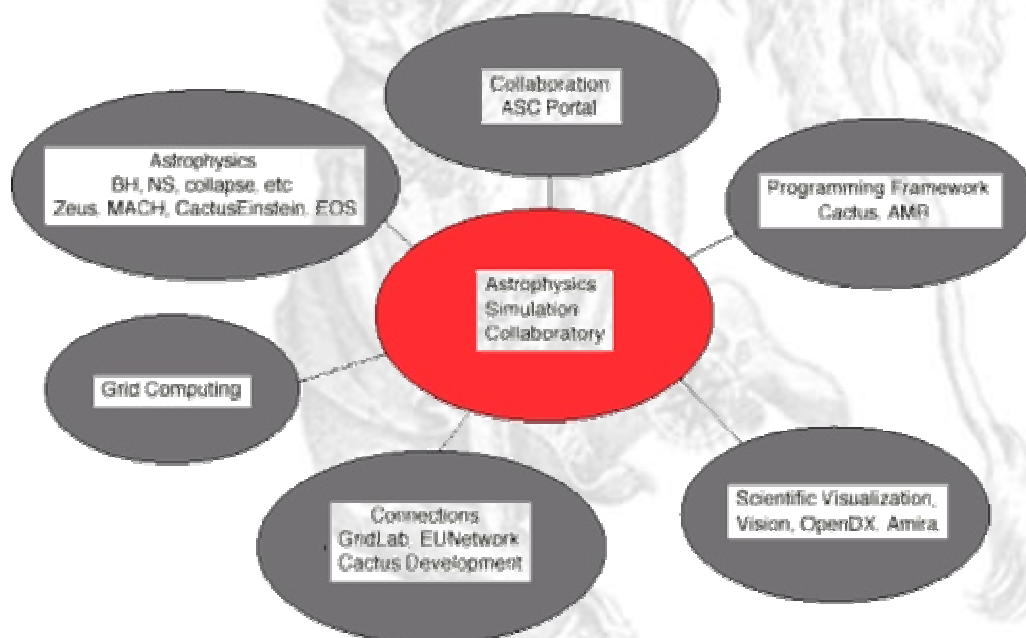 Collaboration
ASC Portal
Astrophysics
BH, NS, collapse, etc
Zeus, MACH, CactusEinstein, EOS
Programming Framework
Cactus, AMR
Astrophysics
Simulation
Collaboratory
Grid Computing
Connections
GridLab, EUNetwork
Cactus Development
Scientific Visualization,
Vision, OpenDX, Amira